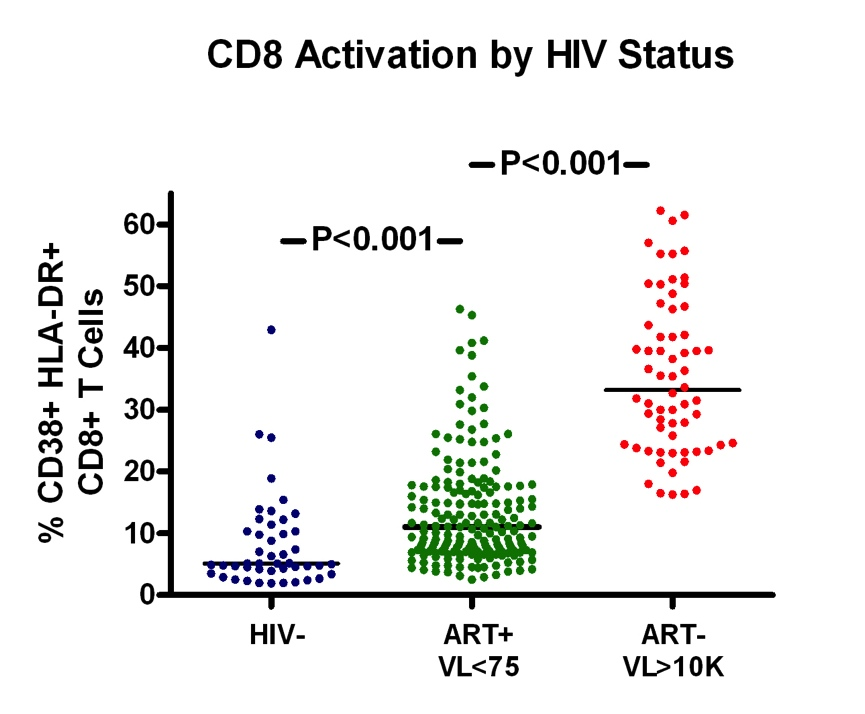 CD8 Activation by HIV Status
P<0.001
P<0.001
% CD38+ HLA-DR+
CD8+ T Cells
60
50
40
30
20
10
0
HIV-
ART+
VL<75
ART-
VL>10K